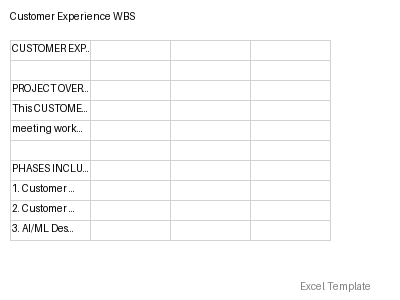 Customer Experience WBS
CUSTOMER EXP..
PROJECT OVER..
This CUSTOME...
meeting work...
PHASES INCLU...
1. Customer ...
2. Customer ...
3. AI/ML Des...
Excel Template